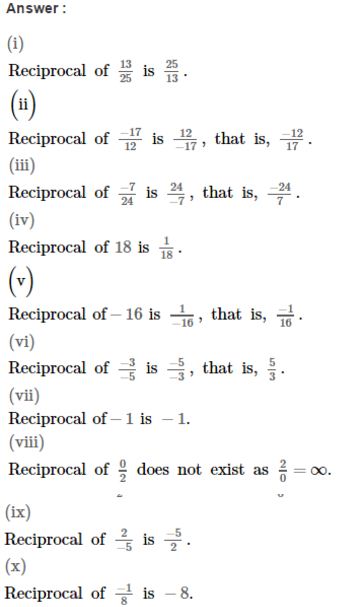 Answer :
(i)
Reciprocal of 13/25 is 25/13 .
(ii)
Reciprocal of −17/12 is 12/−17 , that is, −12/17 .
(iii)
Reciprocal of −7/24 is 24/−7 , that is, −24/7 .
(iv)
Reciprocal of 18 is 1/18 .
(v)
Reciprocal of − 16 is 1/−16 , that is, −1/16 .
(vi)
Reciprocal of −3/−5 is −5/−3 , that is, 5/3 .
(vii)
Reciprocal of − 1 is − 1.
(viii)
Reciprocal of 0/2 does not exist as 2/0 = ∞.
(ix)
Reciprocal of 2/−5 is −5/2 .
(x)
Reciprocal of −1/8 is − 8.